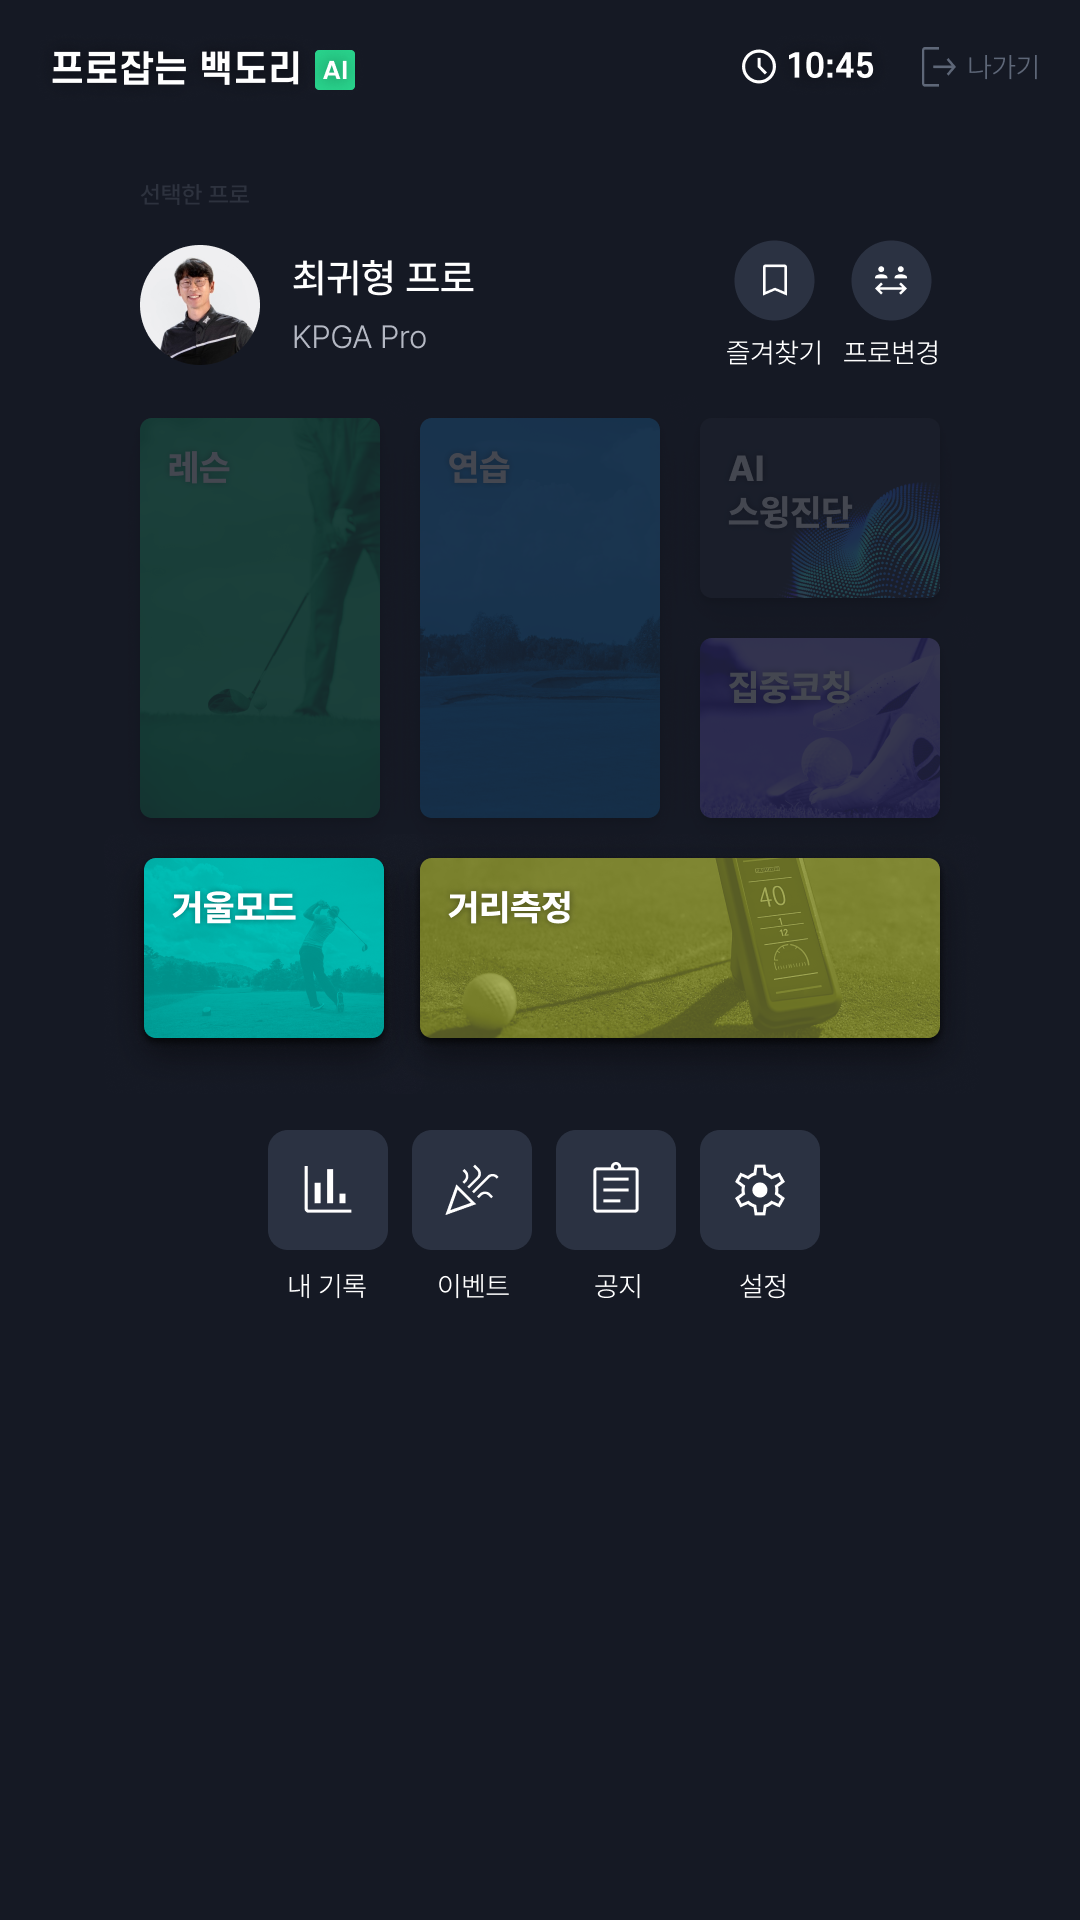 프로잡는 백도리 AI
10:45
나가기
선택한 프로
최귀형 프로
KPGA Pro
즐겨찾기
프로변경
레슨
연습
AI
스윙진단
집중코칭
거울모드
거리측정
40
1
12
내 기록
이벤트
공지
설정